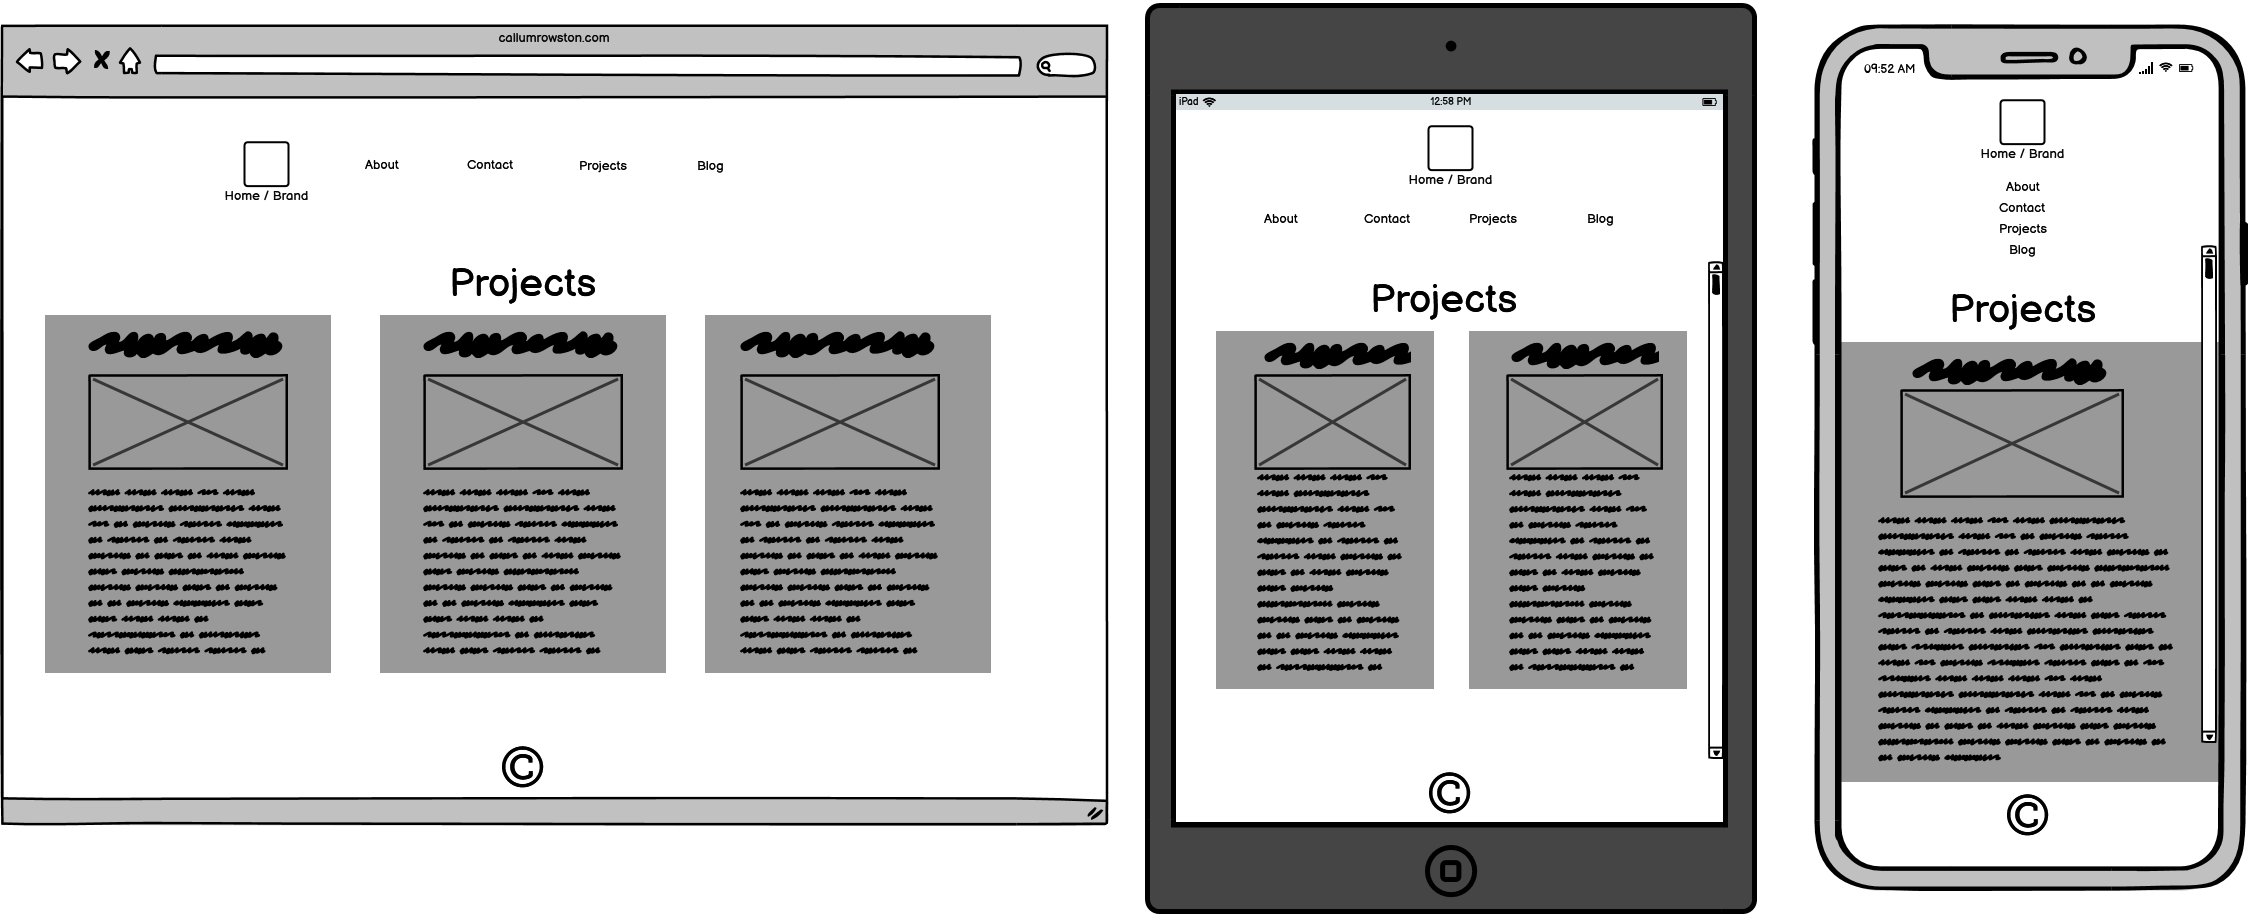 callumrowston.com
About
Contact
Projects
Blog
Home / Brand
Projects
©
iPad
12:58 PM
Home / Brand
About
Contact
Projects
Blog
Projects
©
09:52 AM
Home / Brand
About
Contact
Projects
Blog
Projects
©